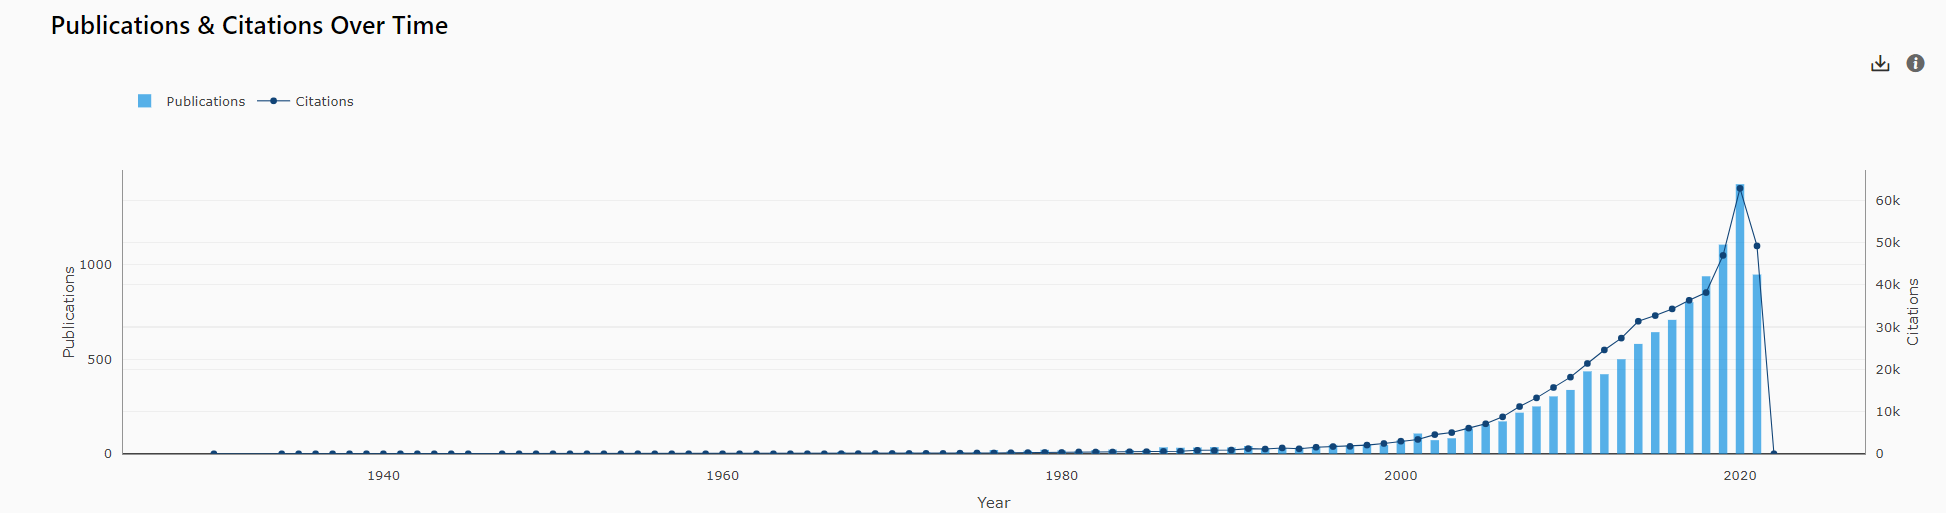 Publications & Citations Over Time
i
Publications Citations
Publications
1000
500
0
60k
50k
40k
30k
20k
10k
0
Citations
1940 1960 1980 2000 2020
Year